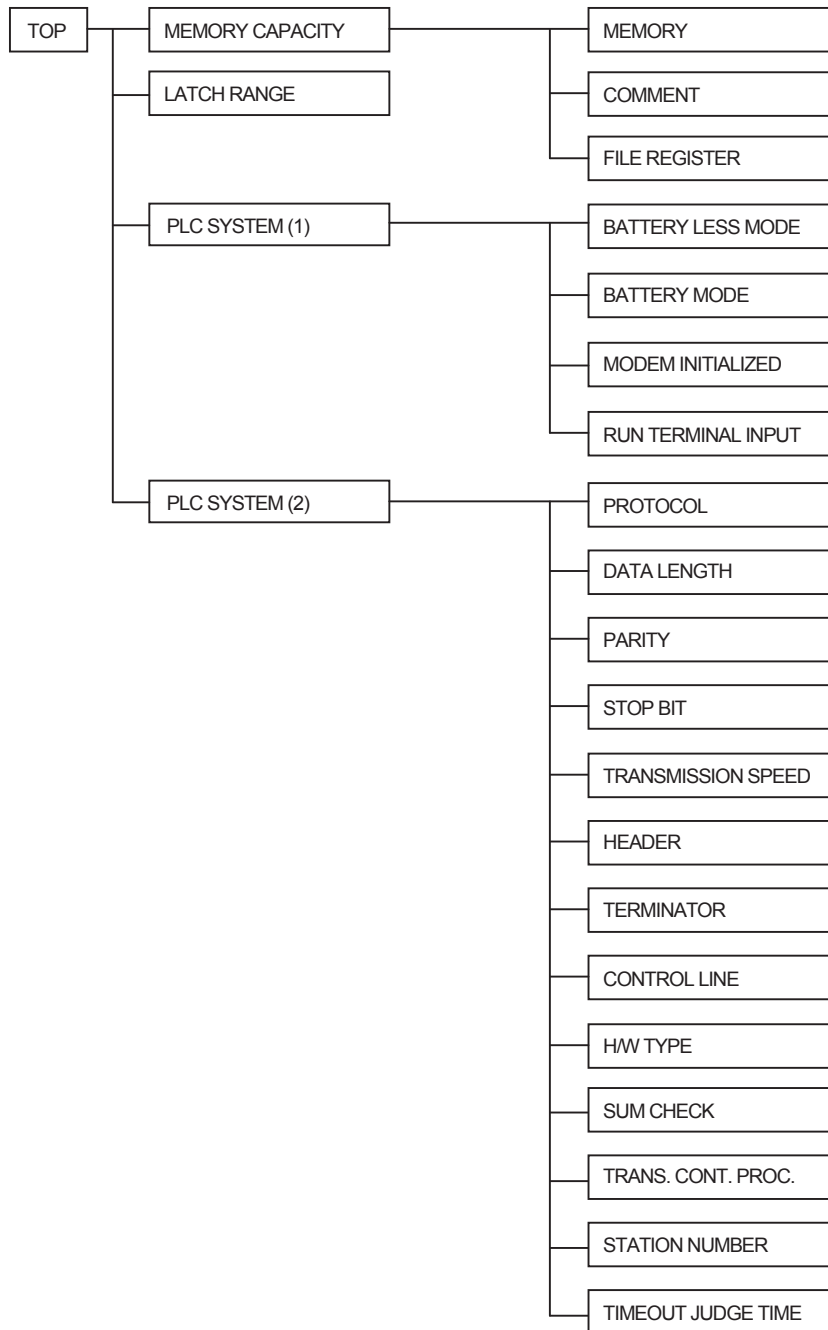 TOP
MEMORY CAPACITY
MEMORY
LATCH RANGE
COMMENT
FILE REGISTER
PLC SYSTEM (1)
BATTERY LESS MODE
BATTERY MODE
MODEM INITIALIZED
RUN TERMINAL INPUT
PLC SYSTEM (2)
PROTOCOL
DATA LENGTH
PARITY
STOP BIT
TRANSMISSION SPEED
HEADER
TERMINATOR
CONTROL LINE
H/W TYPE
SUM CHECK
TRANS. CONT. PROC.
STATION NUMBER
TIMEOUT JUDGE TIME